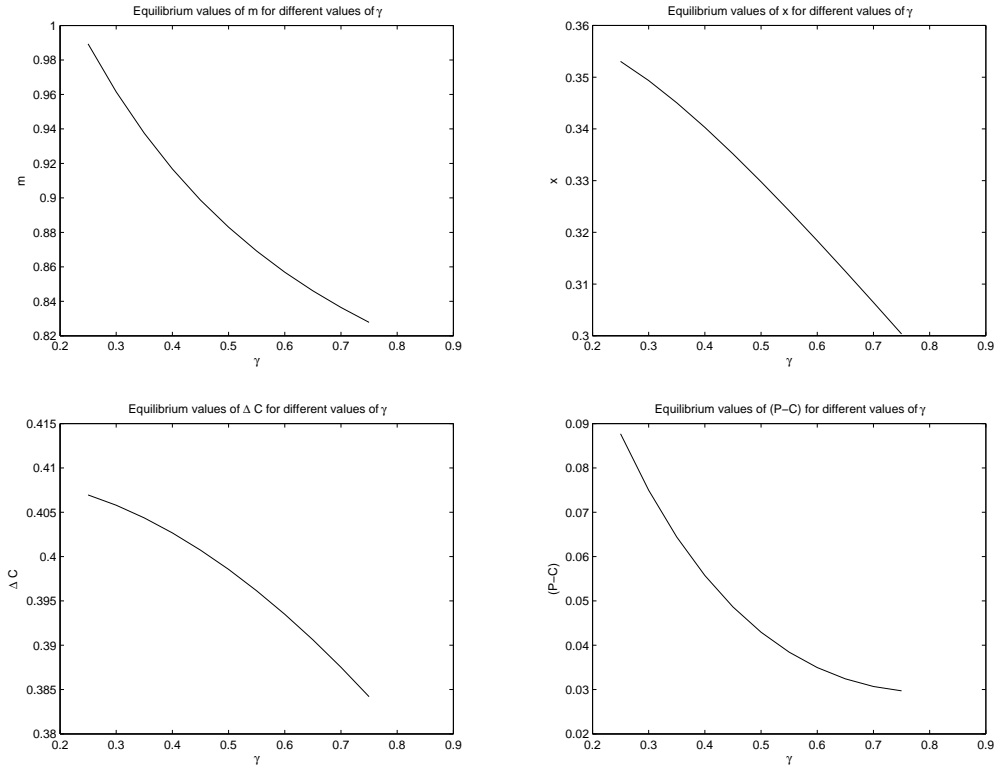 Equilibrium values of m for different values of γ
1
0.98
0.96
0.94
0.92
0.9
0.88
0.86
0.84
0.82
m
0.2 0.3 0.4 0.5 0.6 0.7 0.8 0.9
γ
Equilibrium values of x for different values of γ
0.36
0.35
0.34
0.33
0.32
0.31
0.3
x
0.2 0.3 0.4 0.5 0.6 0.7 0.8 0.9
γ
Equilibrium values of Δ C for different values of γ
0.415
0.41
0.405
0.4
0.395
0.39
0.385
0.38
Δ C
0.2 0.3 0.4 0.5 0.6 0.7 0.8 0.9
γ
Equilibrium values of (P−C) for different values of γ
0.09
0.08
0.07
0.06
0.05
0.04
0.03
0.02
(P−C)
0.2 0.3 0.4 0.5 0.6 0.7 0.8 0.9
γ